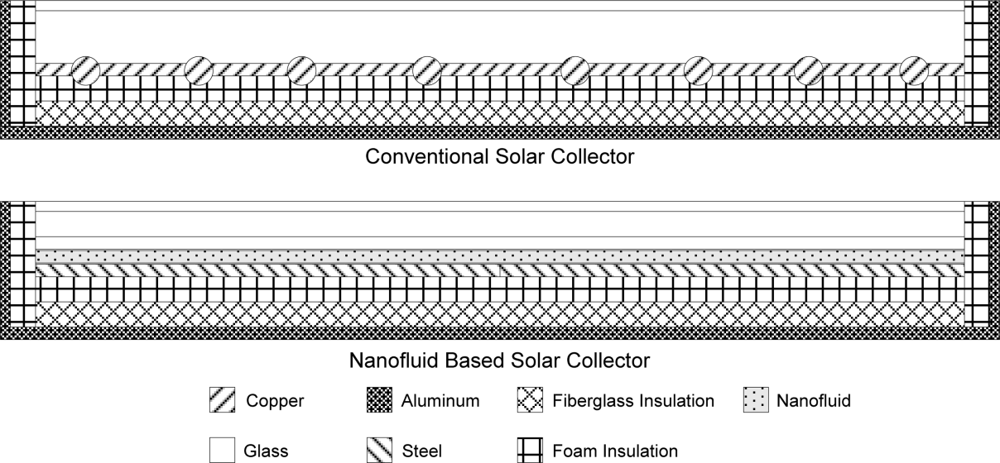 Conventional Solar Collector
Nanofluid Based Solar Collector
Copper Aluminum Fiberglass Insulation Nanofluid
Glass Steel Foam Insulation